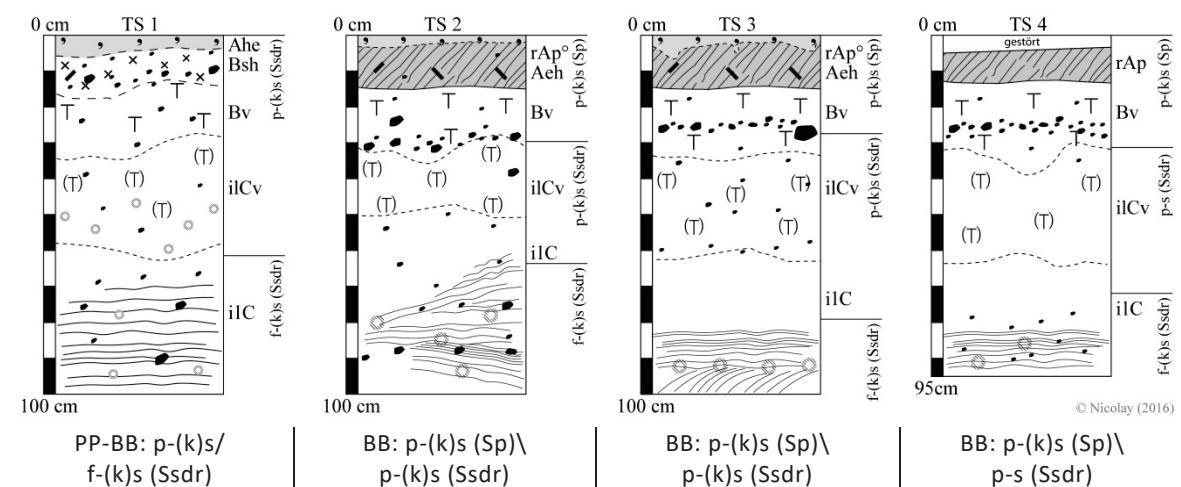 0 cm TS 1
Ahe
Bsh
Bv
ilCv
ilC
p-(k)s (Ssdr)
f-(k)s (Ssdr)
T
T
T
T
(T)
(T)
(T)
(T)
100 cm
0 cm TS 2
rAp°
Aeh
Bv
ilCv
ilC
p-(k)s (Sp)
p-(k)s (Ssdr)
f-(k)s (Ssdr)
T
T
T
(T)
(T)
(T)
(T)
(T)
100 cm
0 cm TS 3
rAp°
Aeh
Bv
ilCv
ilC
p-(k)s (Sp)
p-(k)s (Ssdr)
f-(k)s (Ssdr)
T
T
T
T
T
(T)
(T)
(T)
(T)
(T)
100 cm
0 cm TS 4
gestört
rAp
Bv
ilCv
ilC
p-(k)s (Sp)
p-s (Ssdr)
f-(k)s (Ssdr)
T
T
T
T
T
(T)
(T)
(T)
(T)
95cm
© Nicolay (2016)
PP-BB: p-(k)s/
f-(k)s (Ssdr)
BB: p-(k)s (Sp)\
p-(k)s (Ssdr)
BB: p-(k)s (Sp)\
p-(k)s (Ssdr)
BB: p-(k)s (Sp)\
p-s (Ssdr)